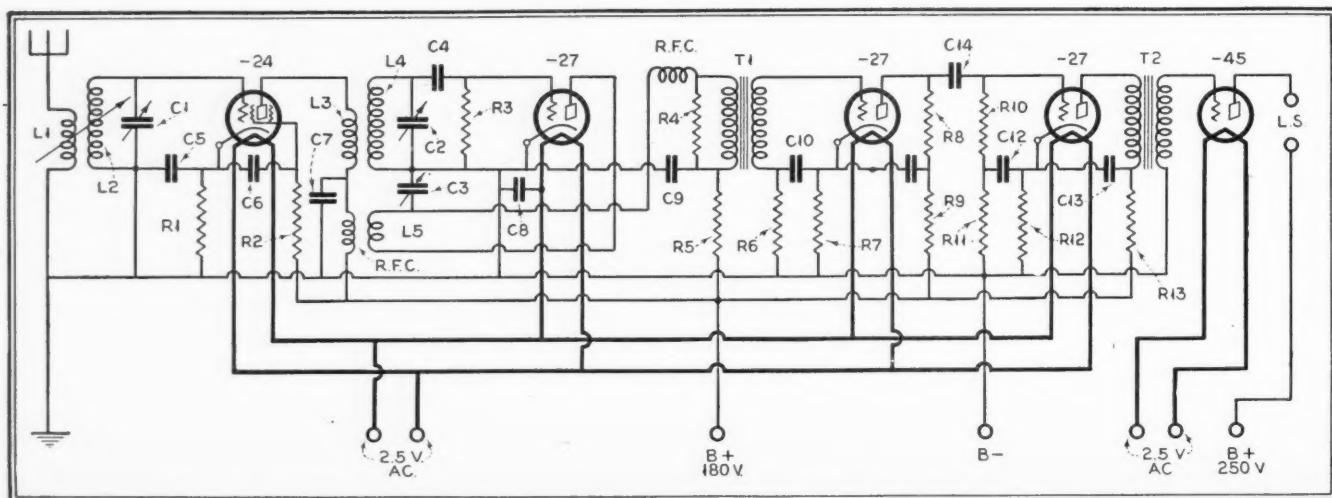 -24
-27
R.F.C.
T1
-27
C14
-27
T2
-45
L4
C4
L3
R3
R4
R8
R10
L.S.
L1
C1
C5
C7
C2
C10
C12
L2
C6
C3
C9
C13
R1
R2
L5
C8
R5
R6
R7
R9
R11
R12
R13
R.F.C.
2.5 V.
AC.
B+
180 V.
B-
2.5 V.
AC
B+
250 V